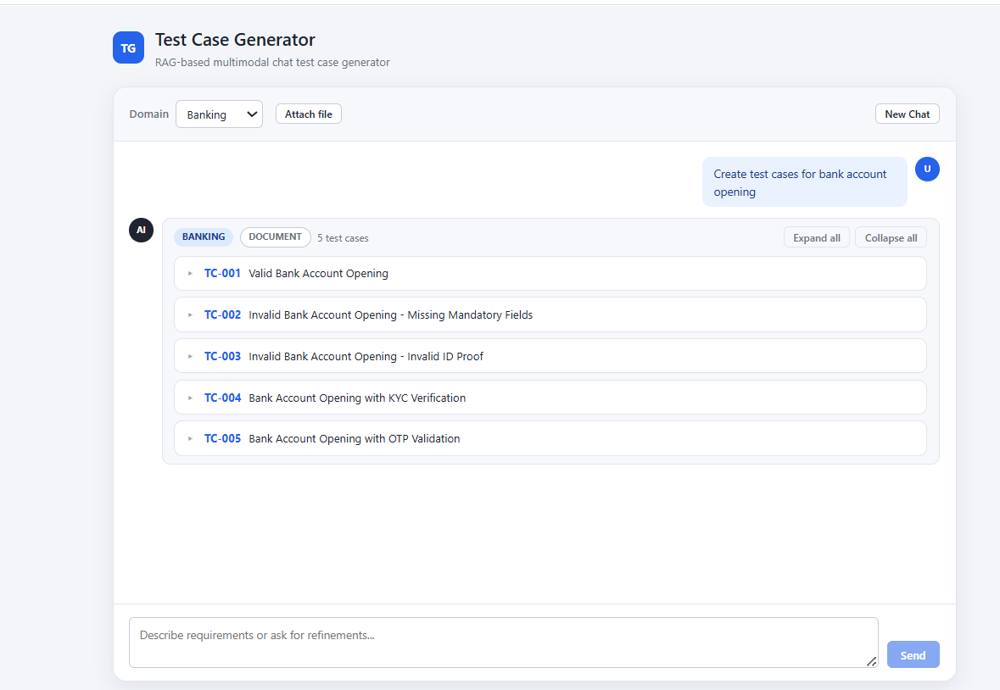 TG
Test Case Generator
RAG-based multimodal chat test case generator
Domain Banking Attach file New Chat
Create test cases for bank account
opening
U
AI
BANKING DOCUMENT 5 test cases Expand all Collapse all
TC-001 Valid Bank Account Opening
TC-002 Invalid Bank Account Opening - Missing Mandatory Fields
TC-003 Invalid Bank Account Opening - Invalid ID Proof
TC-004 Bank Account Opening with KYC Verification
TC-005 Bank Account Opening with OTP Validation
Describe requirements or ask for refinements...
Send